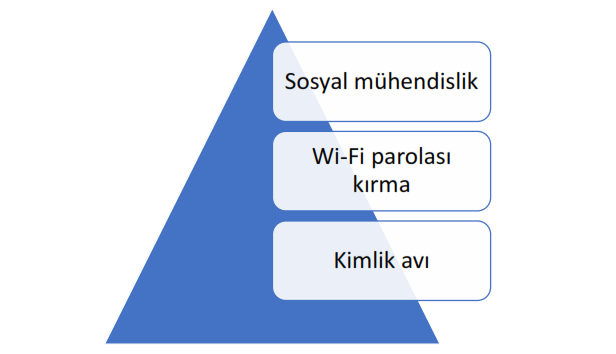 Sosyal mühendislik
Wi-Fi parolası
kırma
Kimlik avı